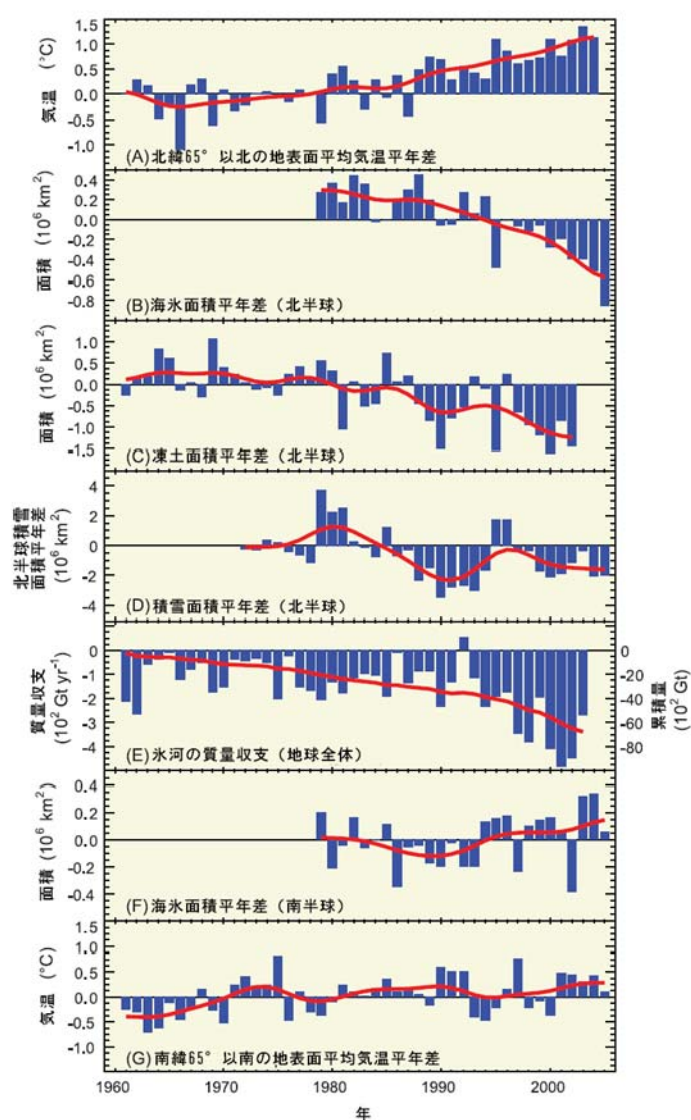 気温 (°C)
1.5
1.0
0.5
0.0
-0.5
-1.0
(A)北緯65°以北の地表面平均気温平年差
面積 (10⁶ km²)
0.4
0.2
0.0
-0.2
-0.4
-0.6
-0.8
(B)海氷面積平年差(北半球)
面積 (10⁶ km²)
1.0
0.5
0.0
-0.5
-1.0
-1.5
(C)凍土面積平年差(北半球)
北半球積雪
面積平年差
(10⁶ km²)
4
2
0
-2
-4
(D)積雪面積平年差(北半球)
質量収支
(10² Gt yr⁻¹)
0
-1
-2
-3
-4
(E)氷河の質量収支(地球全体)
0
-20
-40
-60
-80
累積量
(10² Gt)
面積 (10⁶ km²)
0.4
0.2
0.0
-0.2
-0.4
(F)海氷面積平年差(南半球)
気温 (°C)
1.5
1.0
0.5
0.0
-0.5
-1.0
(G)南緯65°以南の地表面平均気温平年差
1960
1970
1980
1990
2000
年